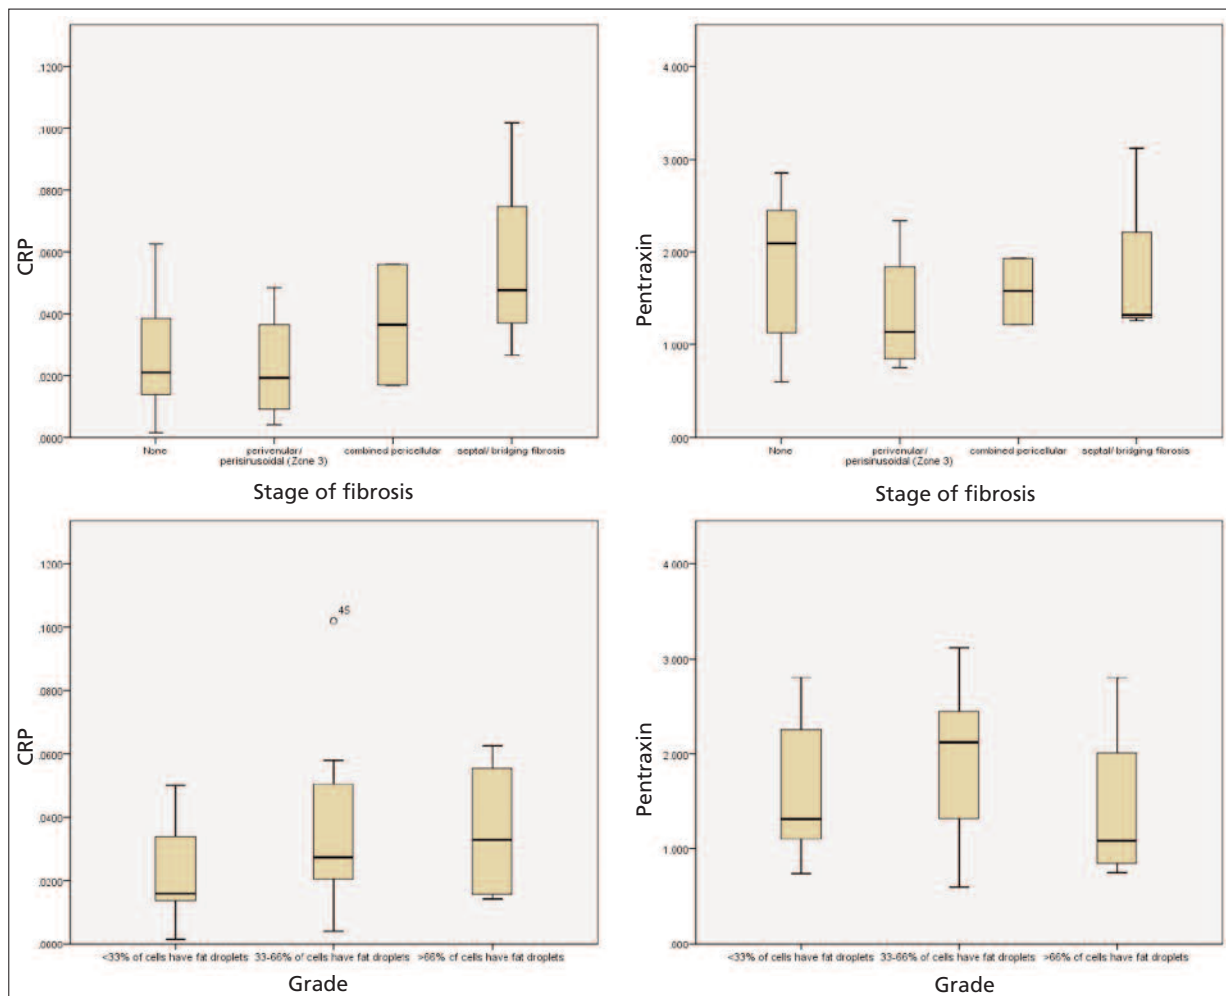 .1200
.1000
.0800
.0600
.0400
.0200
.0000
CRP
None
perivenular/
perisinusoidal (Zone 3)
combined pericellular
septal/ bridging fibrosis
Stage of fibrosis
4.000
3.000
2.000
1.000
.000
Pentraxin
None
perivenular/
perisinusoidal (Zone 3)
combined pericellular
septal/ bridging fibrosis
Stage of fibrosis
.1200
.1000
.0800
.0600
.0400
.0200
.0000
CRP
45
<33% of cells have fat droplets
33-66% of cells have fat droplets
>66% of cells have fat droplets
Grade
4.000
3.000
2.000
1.000
.000
Pentraxin
<33% of cells have fat droplets
33-66% of cells have fat droplets
>66% of cells have fat droplets
Grade